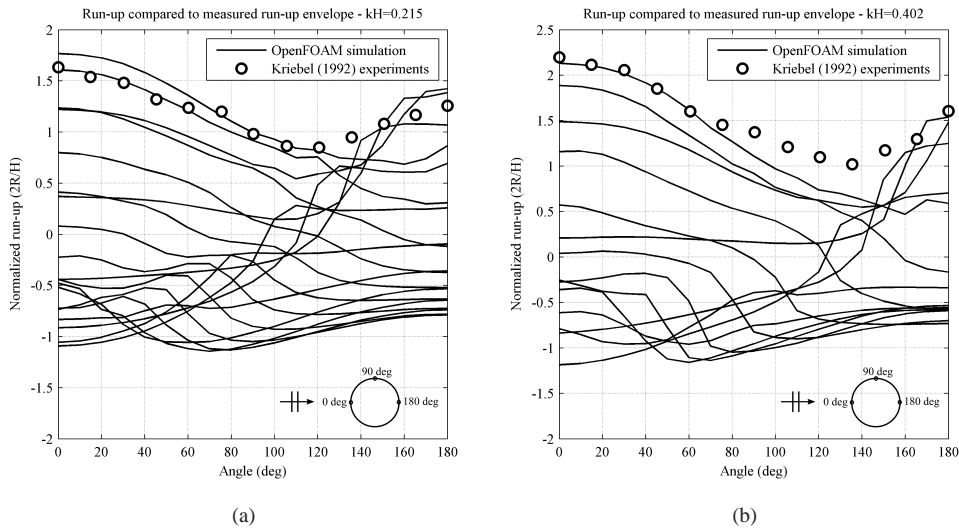 Run-up compared to measured run-up envelope - kH=0.215
Normalized run-up (2R/H)
2
1.5
1
0.5
0
-0.5
-1
-1.5
-2
OpenFOAM simulation
Kriebel (1992) experiments
90 deg
0 deg
180 deg
0 20 40 60 80 100 120 140 160 180
Angle (deg)
(a)
Run-up compared to measured run-up envelope - kH=0.402
Normalized run-up (2R/H)
2.5
2
1.5
1
0.5
0
-0.5
-1
-1.5
-2
OpenFOAM simulation
Kriebel (1992) experiments
90 deg
0 deg
180 deg
0 20 40 60 80 100 120 140 160 180
Angle (deg)
(b)